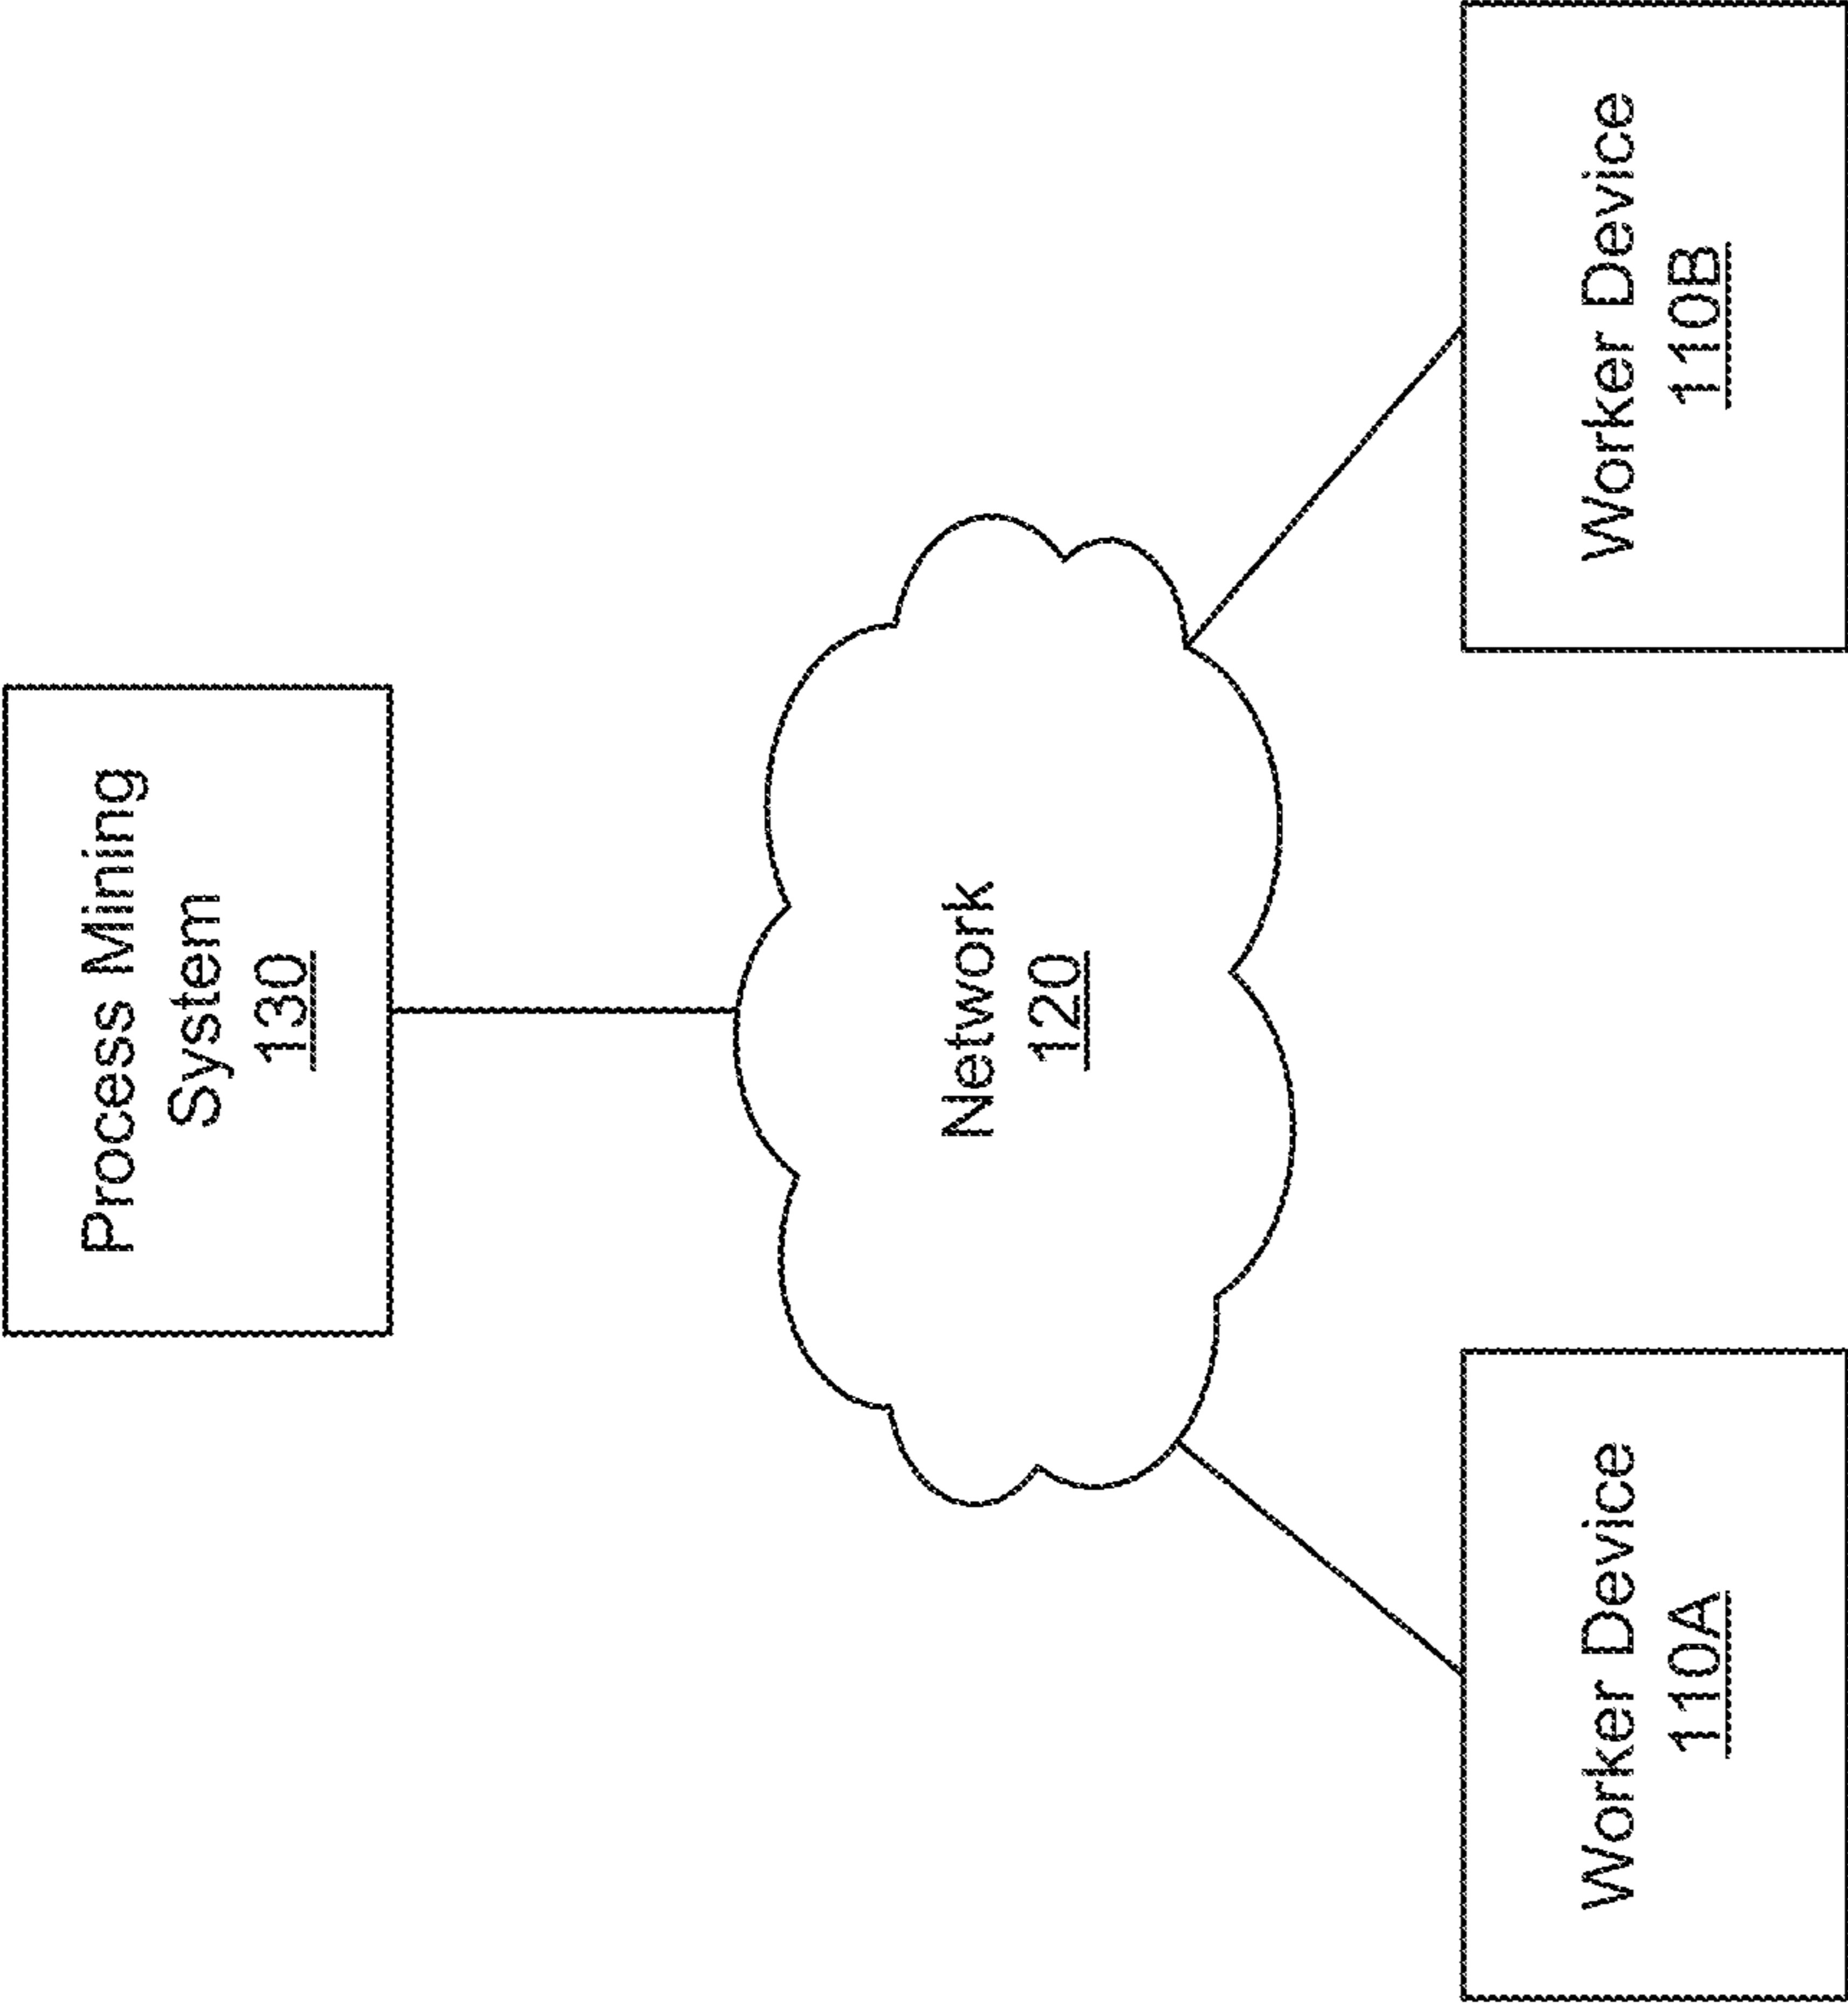 Process Mining
System
130
Network
120
Worker Device
110A
Worker Device
110B